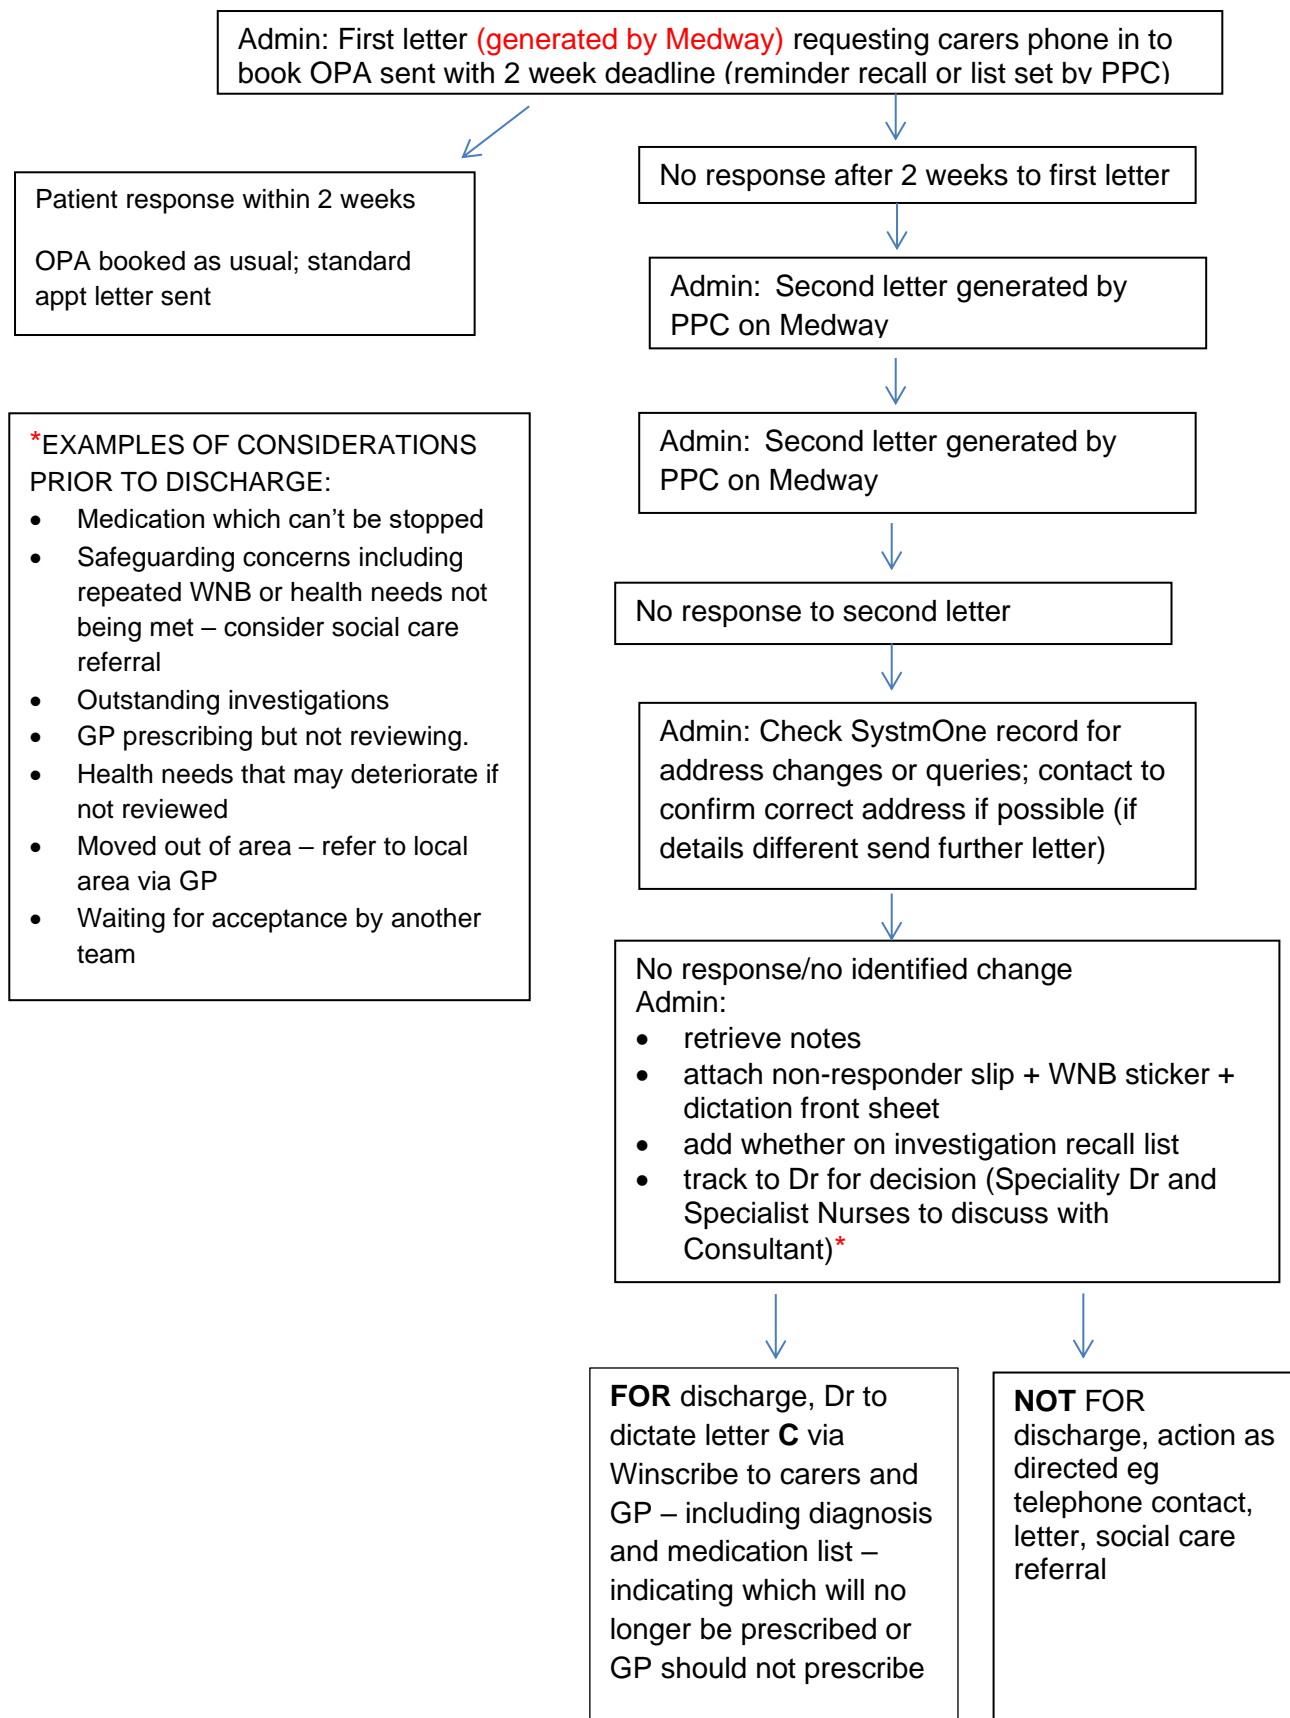 Admin: First letter (generated by Medway) requesting carers phone in to
book OPA sent with 2 week deadline (reminder recall or list set by PPC)
Patient response within 2 weeks
OPA booked as usual; standard
appt letter sent
No response after 2 weeks to first letter
Admin: Second letter generated by
PPC on Medway
Admin: Second letter generated by
PPC on Medway
*EXAMPLES OF CONSIDERATIONS
PRIOR TO DISCHARGE:
• Medication which can’t be stopped
• Safeguarding concerns including
repeated WNB or health needs not
being met – consider social care
referral
• Outstanding investigations
• GP prescribing but not reviewing.
• Health needs that may deteriorate if
not reviewed
• Moved out of area – refer to local
area via GP
• Waiting for acceptance by another
team
No response to second letter
Admin: Check SystmOne record for
address changes or queries; contact to
confirm correct address if possible (if
details different send further letter)
No response/no identified change
Admin:
• retrieve notes
• attach non-responder slip + WNB sticker +
dictation front sheet
• add whether on investigation recall list
• track to Dr for decision (Speciality Dr and
Specialist Nurses to discuss with
Consultant)*
FOR discharge, Dr to
dictate letter C via
Winscribe to carers and
GP – including diagnosis
and medication list –
indicating which will no
longer be prescribed or
GP should not prescribe
NOT FOR
discharge, action as
directed eg
telephone contact,
letter, social care
referral